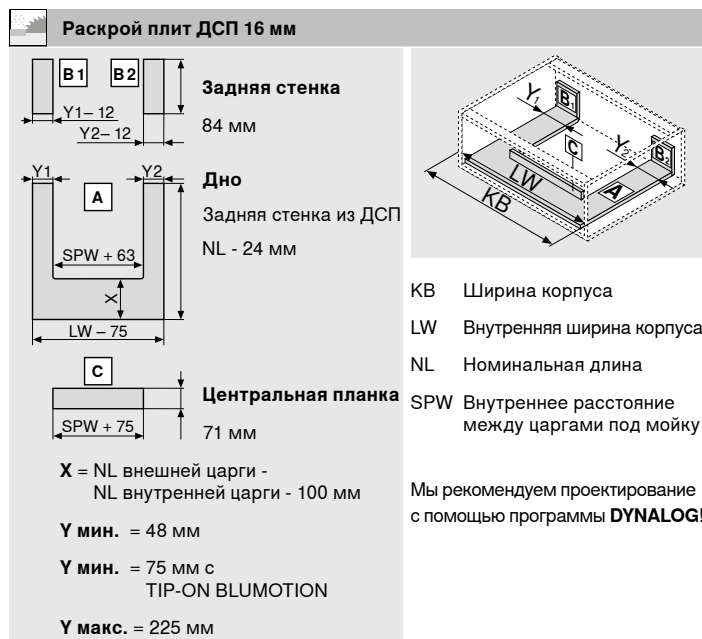 Раскрой плит ДСП 16 мм
B1
B2
Y1– 12
Y2– 12
Задняя стенка
84 мм
Y1
Y2
A
SPW + 63
X
LW – 75
Дно
Задняя стенка из ДСП
NL - 24 мм
C
SPW + 75
Центральная планка
71 мм
X = NL внешней царги -
NL внутренней царги - 100 мм
Y мин. = 48 мм
Y мин. = 75 мм с
TIP-ON BLUMOTION
Y макс. = 225 мм
Y1
B1
Y2
B2
C
A
LW
KB
KB Ширина корпуса
LW Внутренняя ширина корпуса
NL Номинальная длина
SPW Внутреннее расстояние
между царгами под мойку
Мы рекомендуем проектирование
с помощью программы DYNALOG!